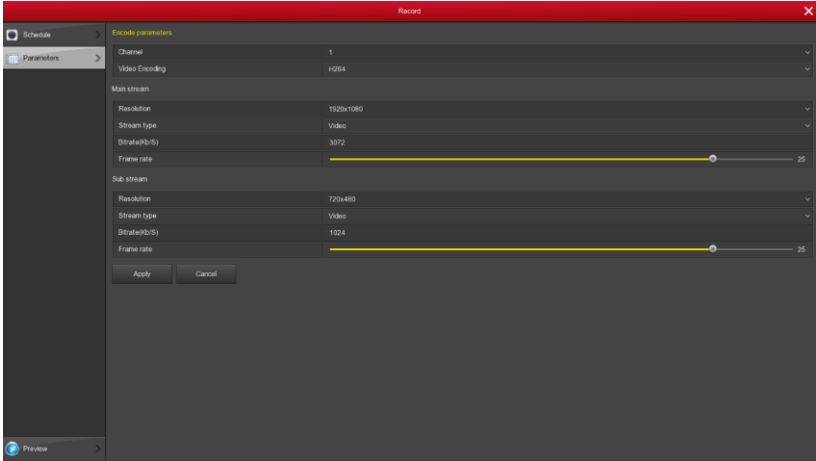 Record
Schedule
Parameters
Encode parameters
Channel 1
Video Encoding H264
Main stream
Resolution 1920x1080
Stream type Video
Bitrate(Kb/S) 3072
Frame rate 25
Sub stream
Resolution 720x480
Stream type Video
Bitrate(Kb/S) 1024
Frame rate 25
Apply Cancel
Preview